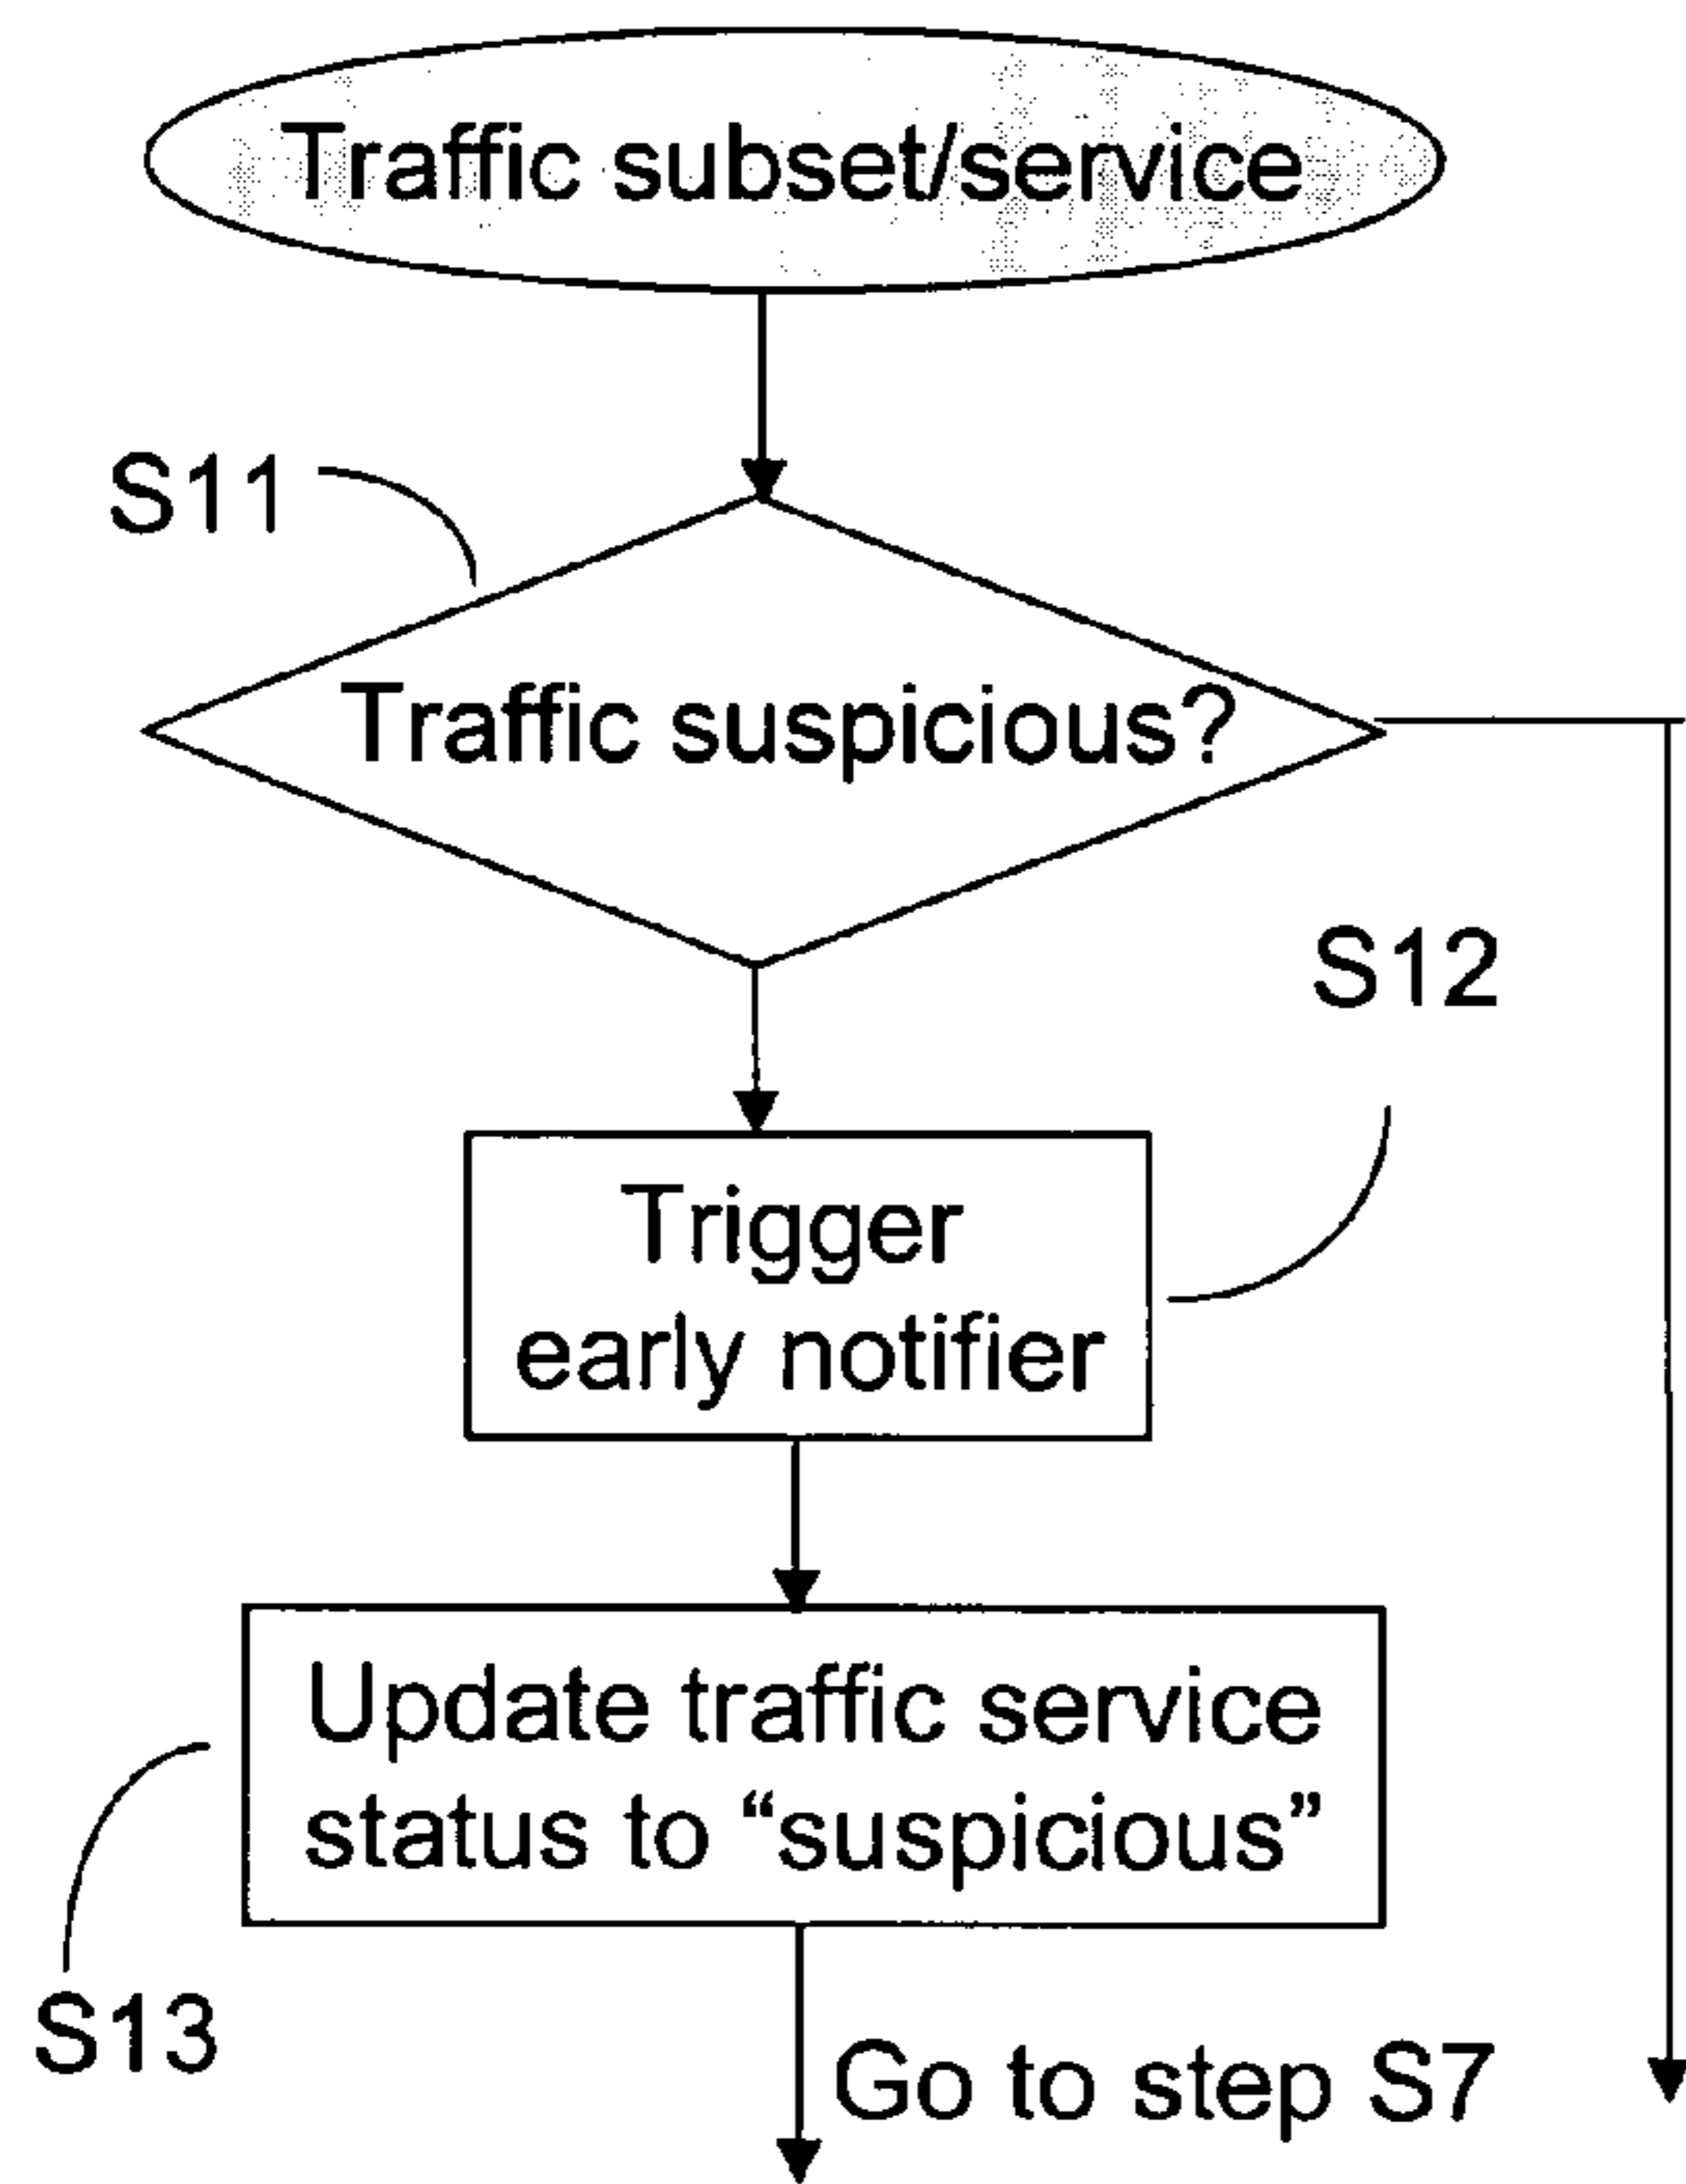 Traffic subset/service
S11
Traffic suspicious?
S12
Trigger
early notifier
Update traffic service
status to “suspicious”
S13
Go to step S7